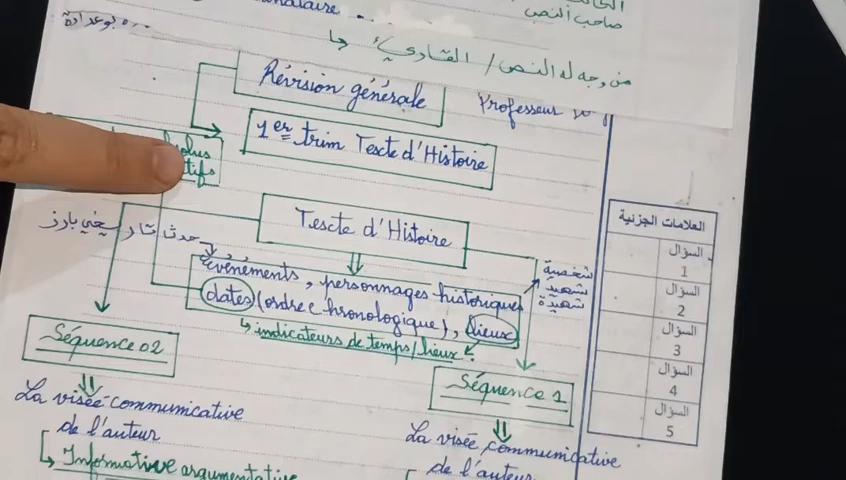 صاحب النص
من وجه له النص / القارئ
Révision générale
Professeur
1er trim Texte d'Histoire
plus
Texte d'Histoire
حدث تاريخي بارز
événements, personnages historiques
dates (ordre chronologique), lieux
↳ indicateurs de temps/lieux.
شخصية
شهيد
شهيدة
العلامات الجزئية
السؤال 1
السؤال 2
السؤال 3
السؤال 4
السؤال 5
Séquence 02
La visée communicative
de l'auteur
↳ Informative argumentative
Séquence 1
La visée communicative
de l'auteur